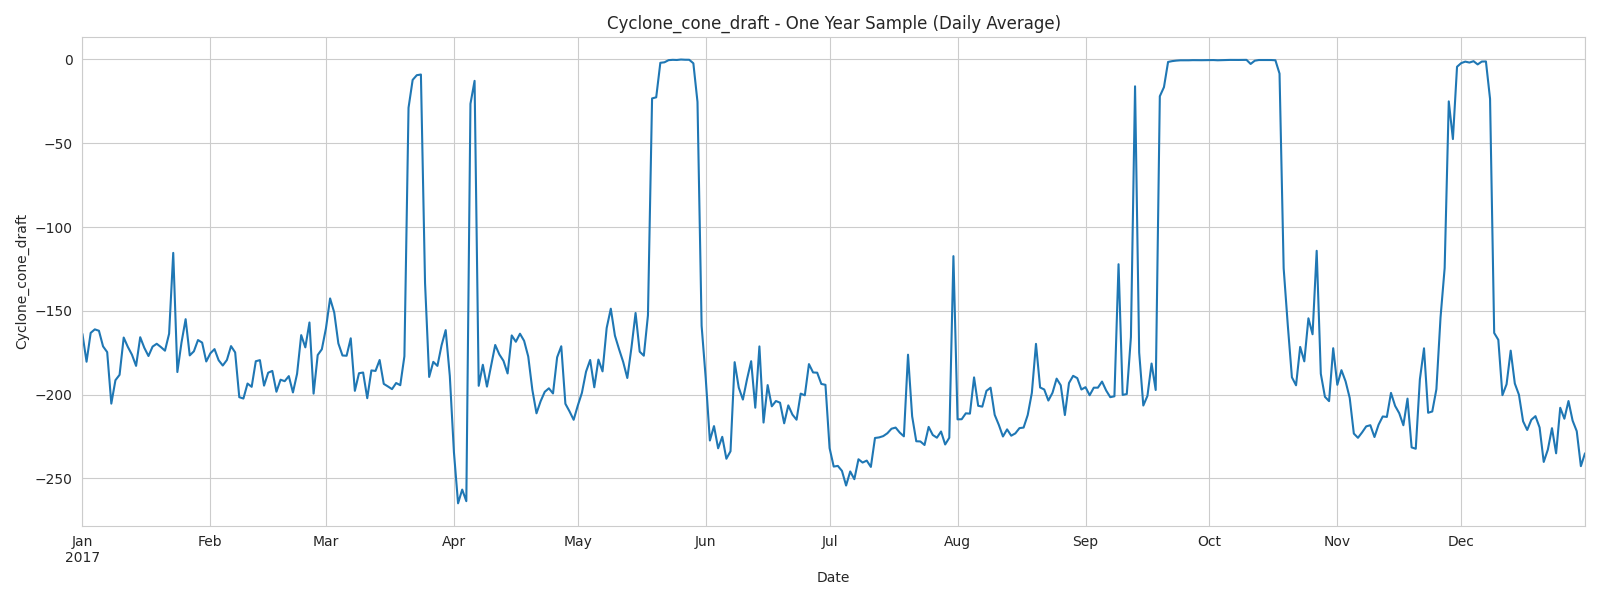 Cyclone_cone_draft - One Year Sample (Daily Average)
Cyclone_cone_draft
0
−50
−100
−150
−200
−250
Jan Feb Mar Apr May Jun Jul Aug Sep Oct Nov Dec
2017
Date